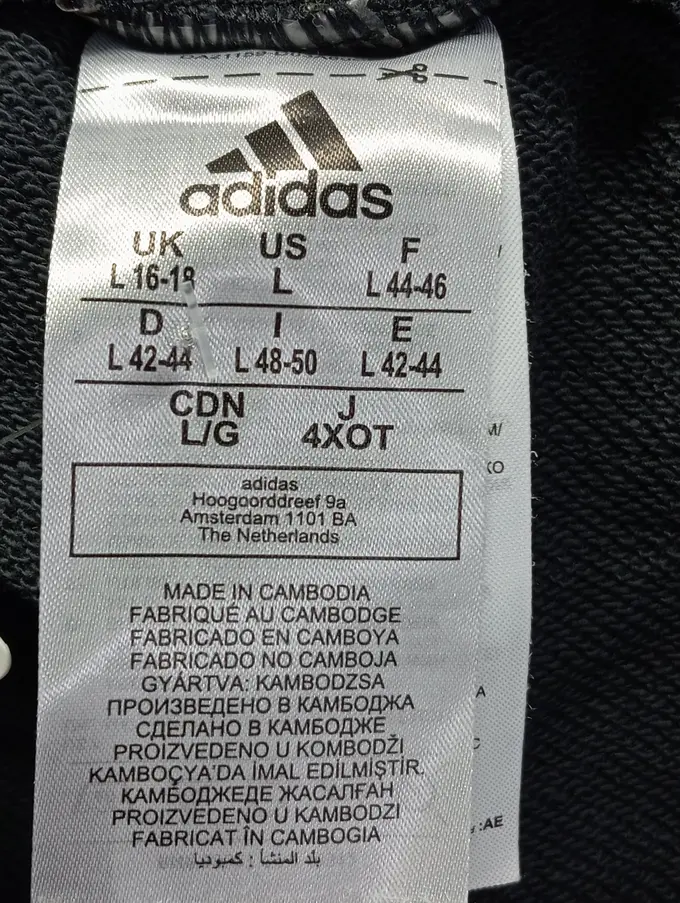 adidas
UK US F
L 16-18 L L 44-46
D I E
L 42-44 L 48-50 L 42-44
CDN J
L/G 4XOT
adidas
Hoogoorddreef 9a
Amsterdam 1101 BA
The Netherlands
MADE IN CAMBODIA
FABRIQUÉ AU CAMBODGE
FABRICADO EN CAMBOYA
FABRICADO NO CAMBOJA
GYÁRTVA: KAMBODZSA
ПРОИЗВЕДЕНО В КАМБОДЖА
СДЕЛАНО В КАМБОДЖЕ
PROIZVEDENO U KOMBODŽI
KAMBOÇYA'DA İMAL EDİLMİŞTİR.
КАМБОДЖЕДЕ ЖАСАЛҒАН
PROIZVEDENO U KAMBODZI
FABRICAT ÎN CAMBOGIA
بلد المنشأ : كمبوديا
M/
KO
A
C
:AE